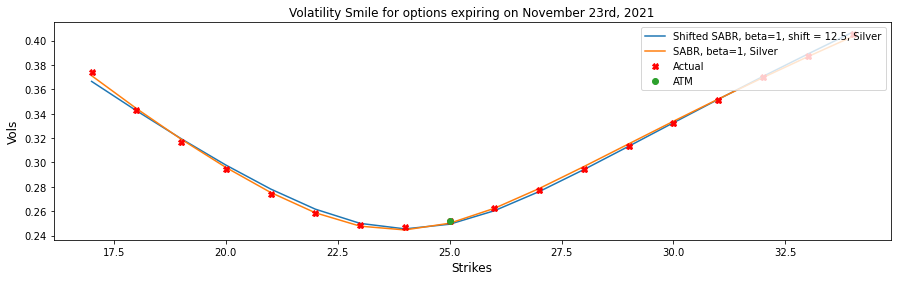 Volatility Smile for options expiring on November 23rd, 2021
Shifted SABR, beta=1, shift = 12.5, Silver
SABR, beta=1, Silver
Actual
ATM
0.40
0.38
0.36
0.34
0.32
0.30
0.28
0.26
0.24
Vols
17.5
20.0
22.5
25.0
27.5
30.0
32.5
Strikes